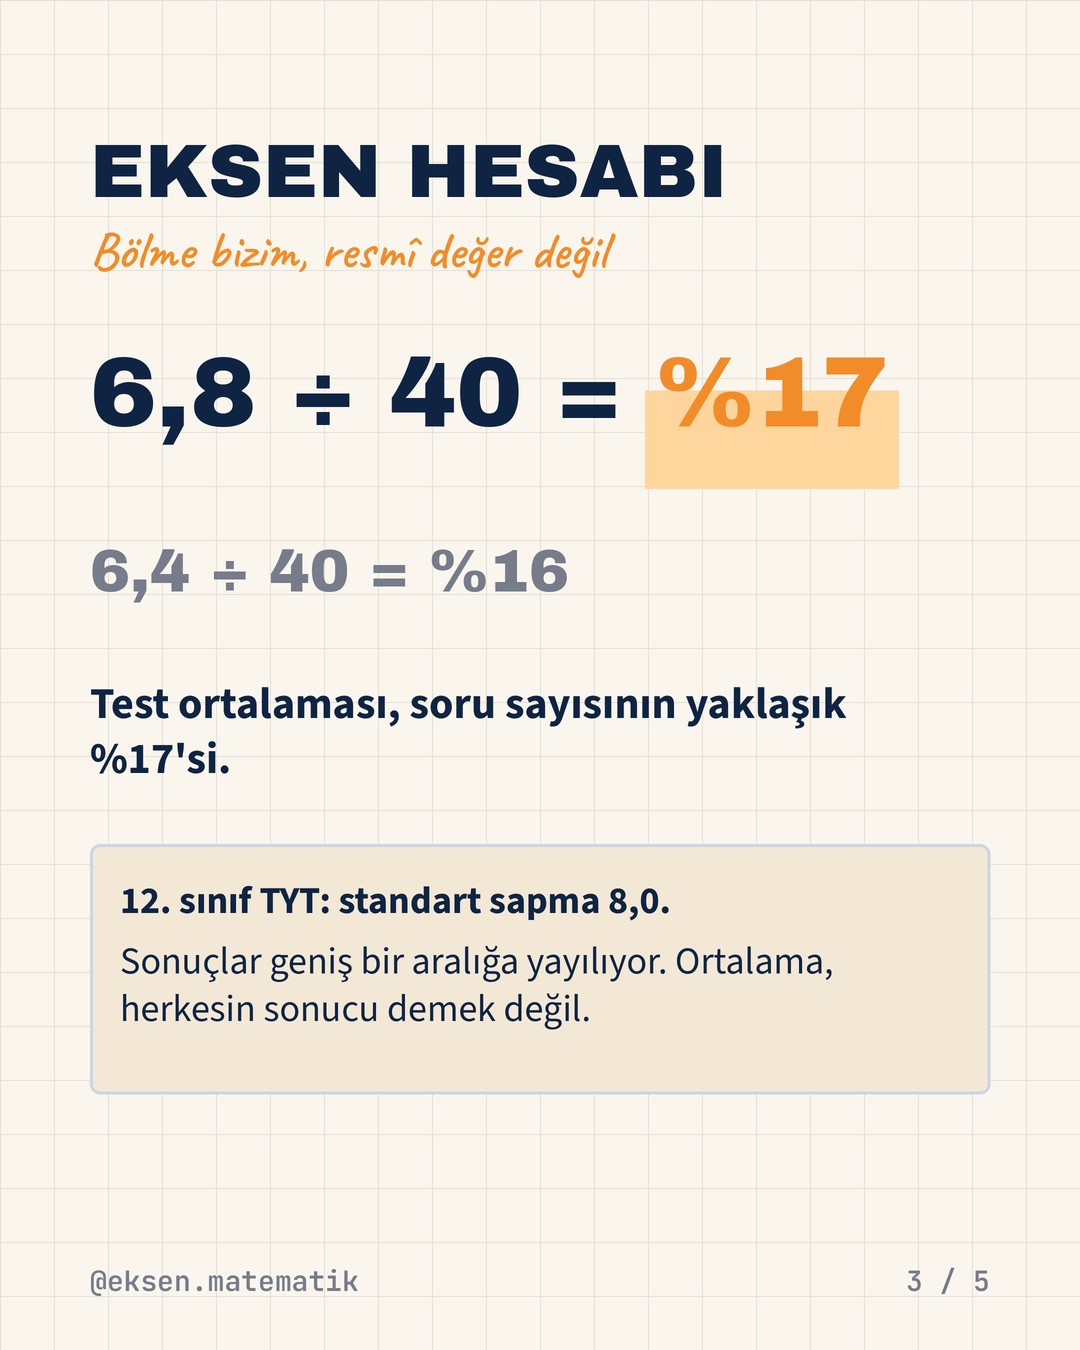 EKSEN HESABI
Bölme bizim, resmî değer değil
6,8 ÷ 40 = %17
6,4 ÷ 40 = %16
Test ortalaması, soru sayısının yaklaşık
%17'si.
12. sınıf TYT: standart sapma 8,0.
Sonuçlar geniş bir aralığa yayılıyor. Ortalama,
herkesin sonucu demek değil.
@eksen.matematik
3 / 5